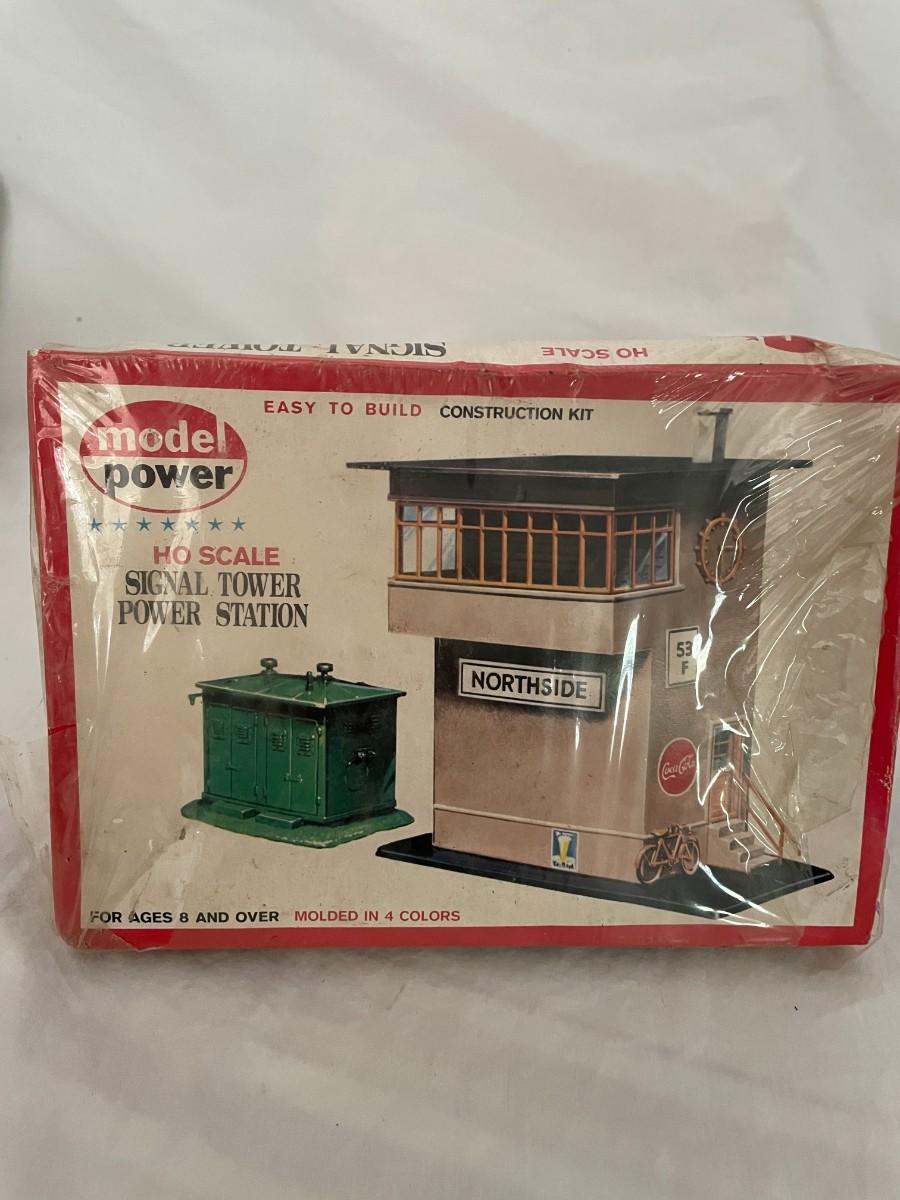 SIGNAL TOWER
HO SCALE
EASY TO BUILD CONSTRUCTION KIT
model
power
HO SCALE
SIGNAL TOWER
POWER STATION
NORTHSIDE
53
F
Coca-Cola
FOR AGES 8 AND OVER MOLDED IN 4 COLORS